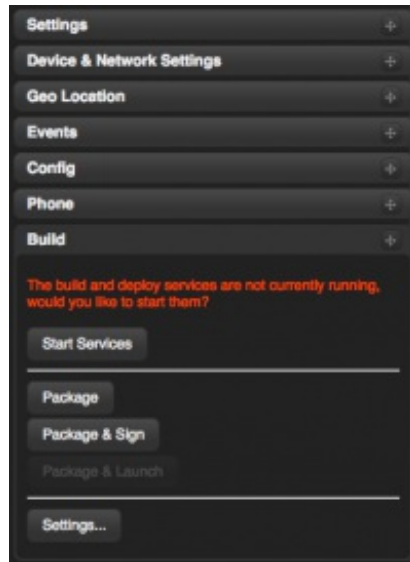 Settings
Device & Network Settings
Geo Location
Events
Config
Phone
Build
The build and deploy services are not currently running,
would you like to start them?
Start Services
Package
Package & Sign
Package & Launch
Settings...